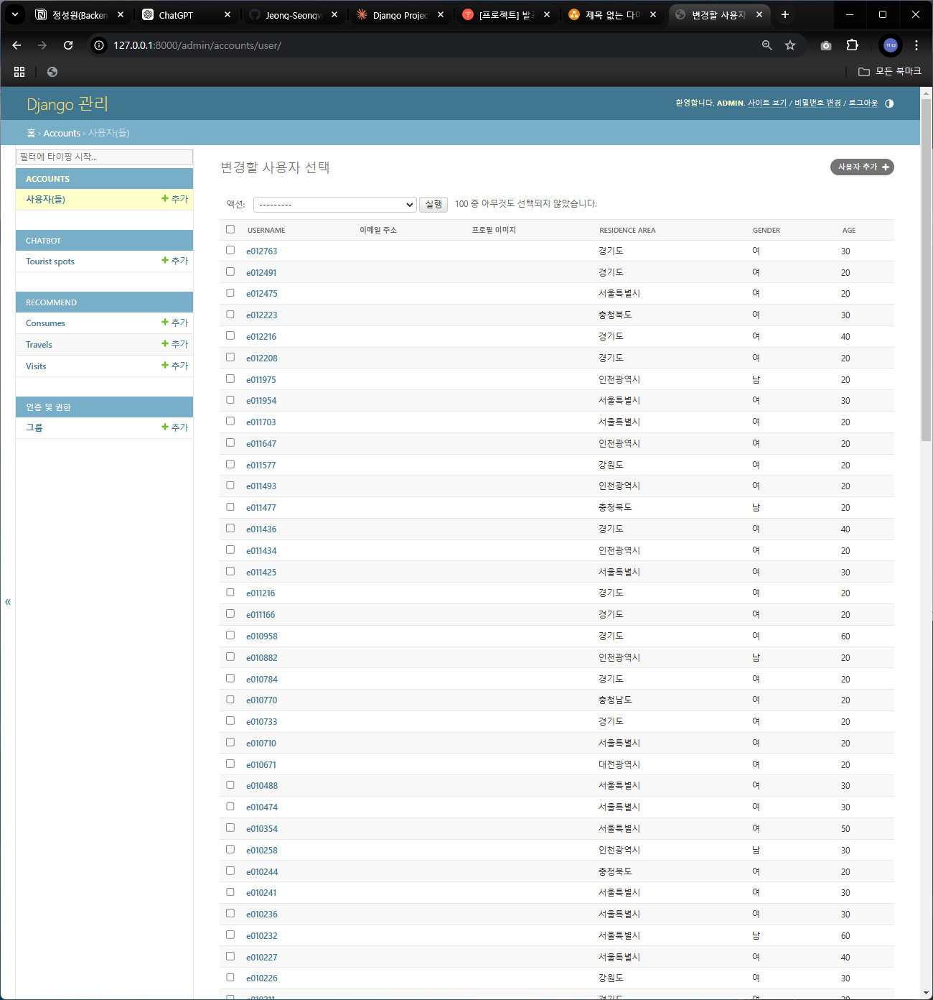 정성원(Backen
ChatGPT
Jeong-Seongw
Django Projec
[프로젝트] 발표
제목 없는 다이
변경할 사용자
127.0.0.1:8000/admin/accounts/user/
모든 북마크
Django 관리
환영합니다, ADMIN. 사이트 보기 / 비밀번호 변경 / 로그아웃
홈 › Accounts › 사용자(들)
필터에 타이핑 시작...
ACCOUNTS
사용자(들) 추가
CHATBOT
Tourist spots 추가
RECOMMEND
Consumes 추가
Travels 추가
Visits 추가
인증 및 권한
그룹 추가
«
변경할 사용자 선택
사용자 추가
액션: --------- 실행 100 중 아무것도 선택되지 않았습니다.
USERNAME 이메일 주소 프로필 이미지 RESIDENCE AREA GENDER AGE
e012763 경기도 여 30
e012491 경기도 여 20
e012475 서울특별시 여 20
e012223 충청북도 여 30
e012216 경기도 여 40
e012208 경기도 여 20
e011975 인천광역시 남 20
e011954 서울특별시 여 30
e011703 서울특별시 여 20
e011647 인천광역시 여 20
e011577 강원도 여 20
e011493 인천광역시 여 20
e011477 충청북도 남 20
e011436 경기도 여 40
e011434 인천광역시 여 20
e011425 서울특별시 여 30
e011216 경기도 여 20
e011166 경기도 여 20
e010958 경기도 여 60
e010882 인천광역시 남 20
e010784 경기도 여 20
e010770 충청남도 여 20
e010733 경기도 여 20
e010710 서울특별시 여 20
e010671 대전광역시 여 20
e010488 서울특별시 여 30
e010474 서울특별시 여 30
e010354 서울특별시 여 50
e010258 인천광역시 남 30
e010244 충청북도 여 20
e010241 서울특별시 여 30
e010236 서울특별시 여 30
e010232 서울특별시 남 60
e010227 서울특별시 여 40
e010226 강원도 여 30